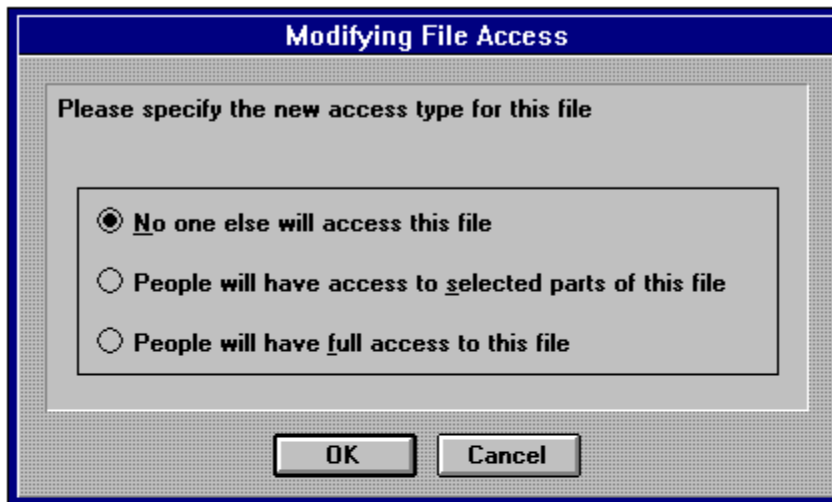 Modifying File Access
Please specify the new access type for this file
No one else will access this file
People will have access to selected parts of this file
People will have full access to this file
OK
Cancel